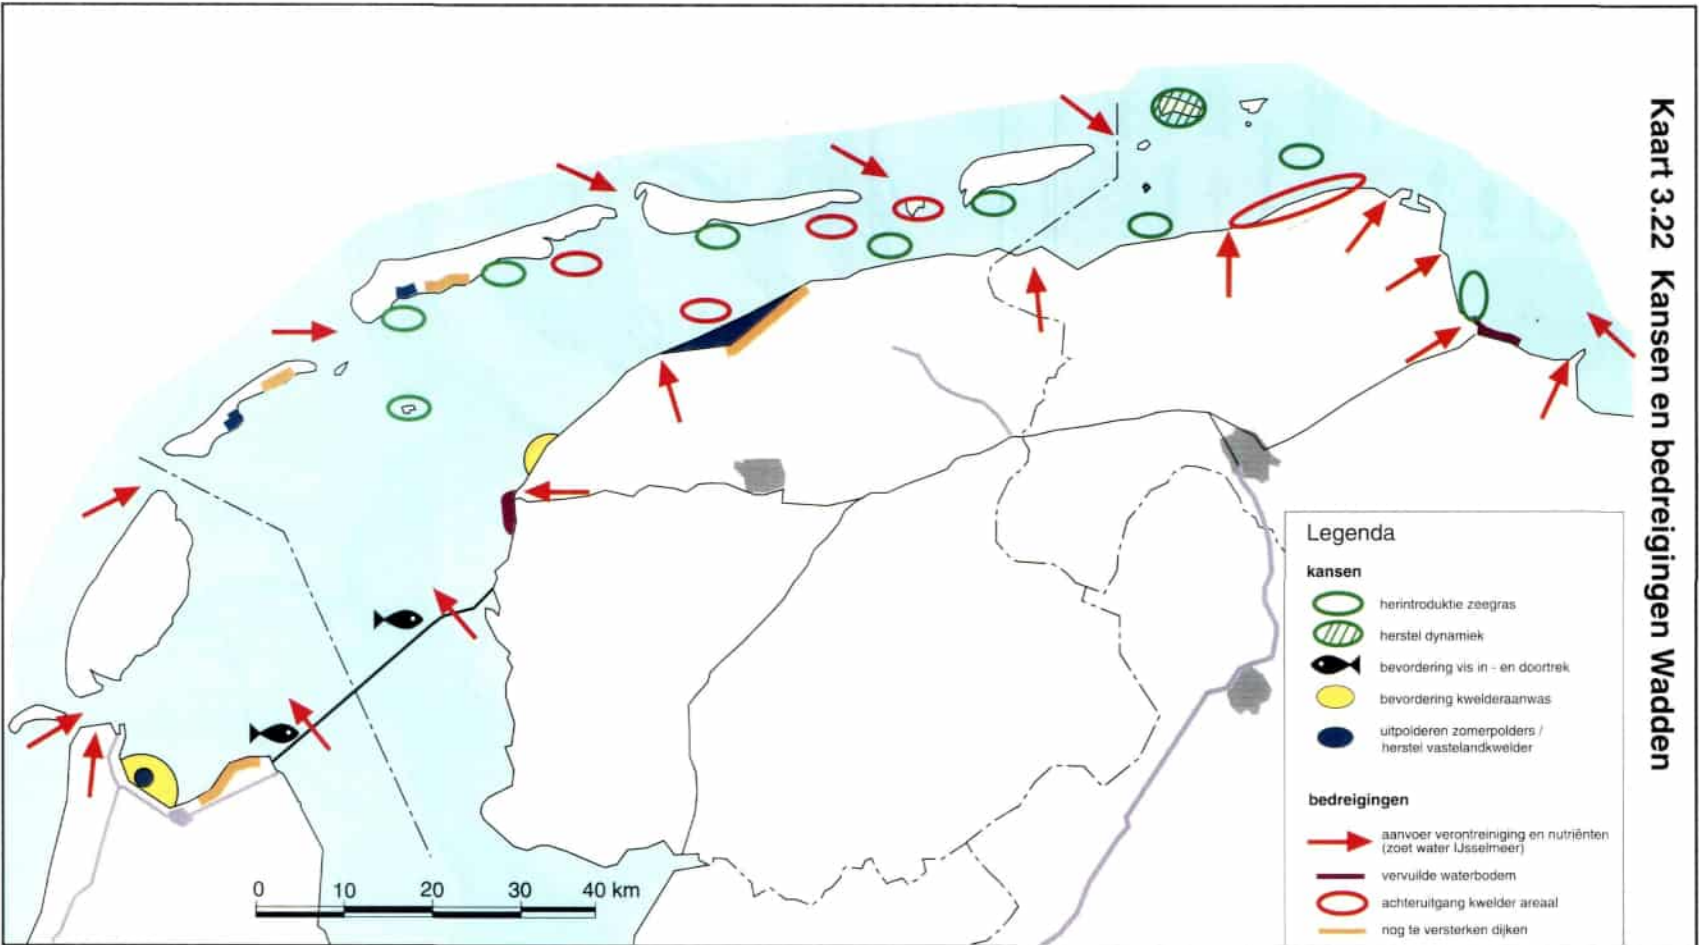 Kaart 3.22 Kansen en bedreigingen Wadden
Legenda
kansen
herintroduktie zeegras
herstel dynamiek
bevordering vis in - en doortrek
bevordering kwelderaanwas
uitpolderen zomerpolders /
herstel vastelandkwelder
bedreigingen
aanvoer verontreiniging en nutriënten
(zoet water IJsselmeer)
vervuilde waterbodem
achteruitgang kwelder areaal
nog te versterken dijken
0 10 20 30 40 km